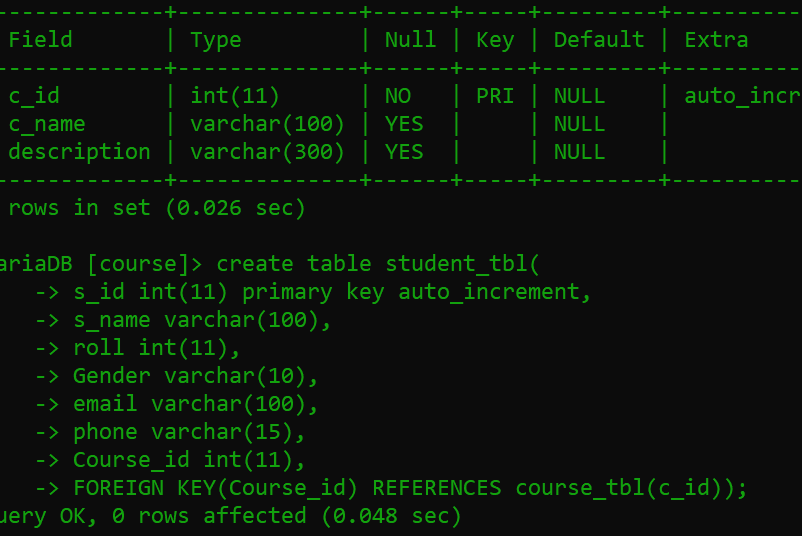 -------------+--------------+------+-----+---------+----------
Field | Type | Null | Key | Default | Extra
-------------+--------------+------+-----+---------+----------
c_id | int(11) | NO | PRI | NULL | auto_incr
c_name | varchar(100) | YES | | NULL |
description | varchar(300) | YES | | NULL |
-------------+--------------+------+-----+---------+----------
rows in set (0.026 sec)
ariaDB [course]> create table student_tbl(
-> s_id int(11) primary key auto_increment,
-> s_name varchar(100),
-> roll int(11),
-> Gender varchar(10),
-> email varchar(100),
-> phone varchar(15),
-> Course_id int(11),
-> FOREIGN KEY(Course_id) REFERENCES course_tbl(c_id));
uery OK, 0 rows affected (0.048 sec)